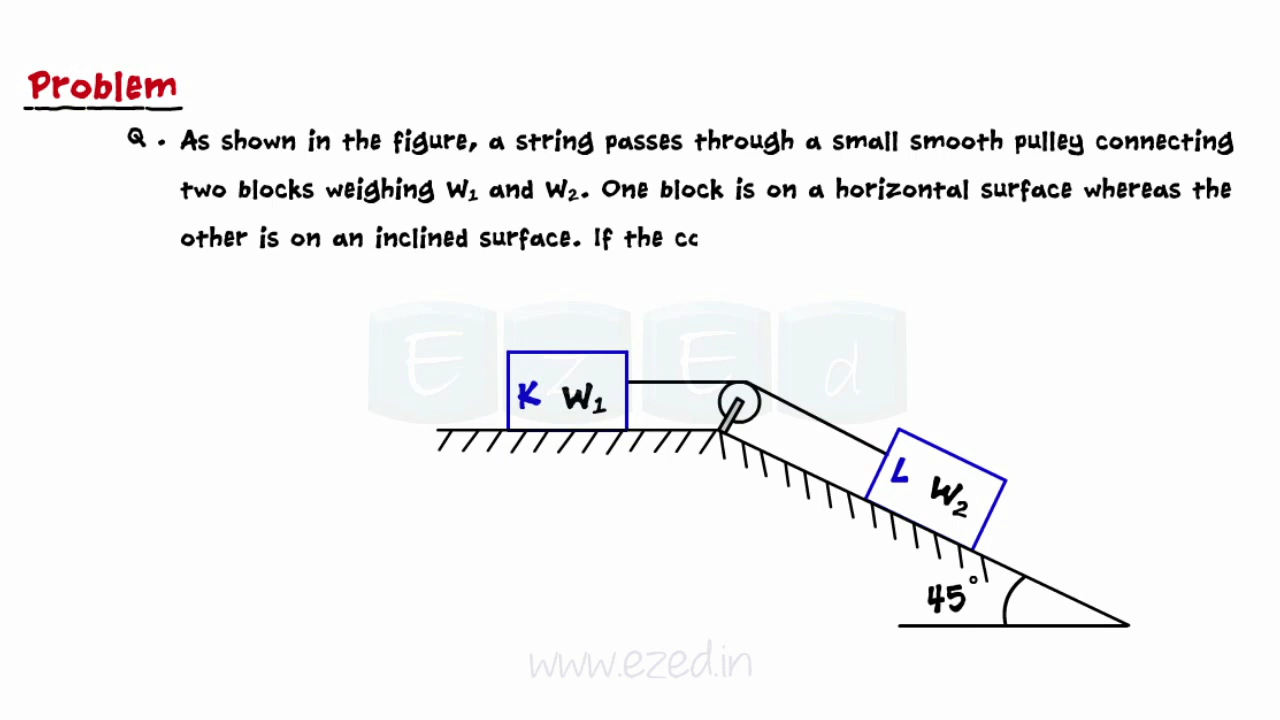 Problem
Q. As shown in the figure, a string passes through a small smooth pulley connecting
two blocks weighing W₁ and W₂. One block is on a horizontal surface whereas the
other is on an inclined surface. If the cc
E Z E d
K W₁
L W₂
45°
www.ezed.in